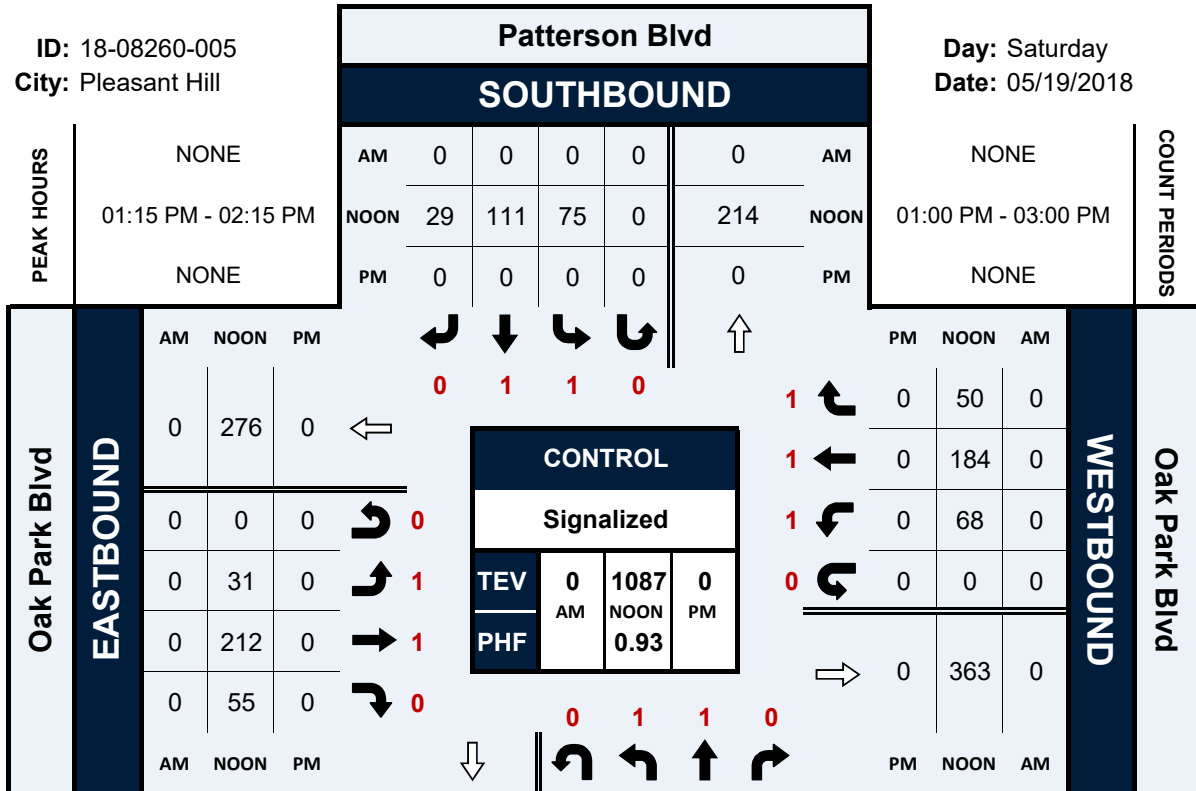 ID: 18-08260-005
City: Pleasant Hill
Patterson Blvd
SOUTHBOUND
Day: Saturday
Date: 05/19/2018
PEAK HOURS
NONE
01:15 PM - 02:15 PM
NONE
AM 0 0 0 0 0 AM
NOON 29 111 75 0 214 NOON
PM 0 0 0 0 0 PM
NONE
01:00 PM - 03:00 PM
NONE
COUNT PERIODS
0 1 1 0
Oak Park Blvd
EASTBOUND
AM NOON PM
0 276 0
0 0 0 0
0 31 0 1
0 212 0 1
0 55 0 0
AM NOON PM
CONTROL
Signalized
TEV 0 1087 0
AM NOON PM
PHF 0.93
PM NOON AM
1 0 50 0
1 0 184 0
1 0 68 0
0 0 0 0
0 363 0
PM NOON AM
WESTBOUND
Oak Park Blvd
0 1 1 0